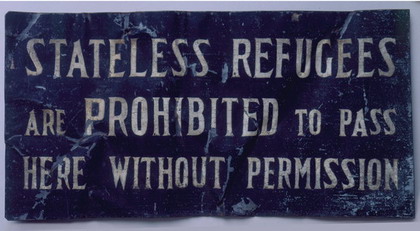 STATELESS REFUGEES
ARE PROHIBITED TO PASS
HERE WITHOUT PERMISSION